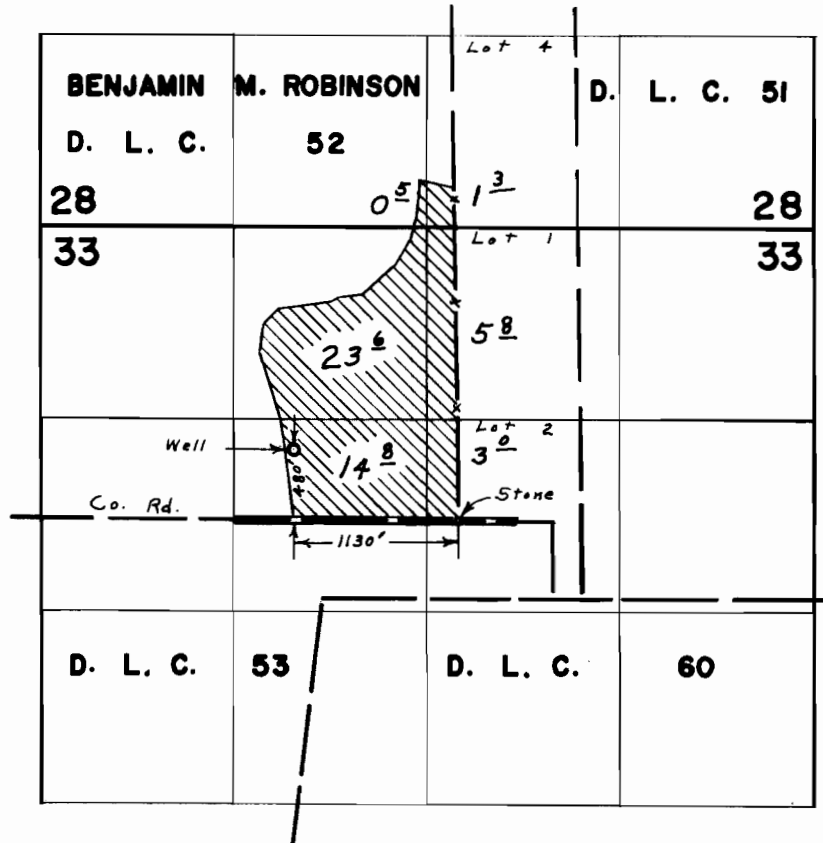 Lot 4
BENJAMIN M. ROBINSON
D. L. C. 51
D. L. C. 52
0 5
1 3
28
28
33
Lot 1
33
23 6
5 8
Lot 2
Well
480'
14 8
3 0
Stone
Co. Rd.
1130'
D. L. C. 53
D. L. C. 60